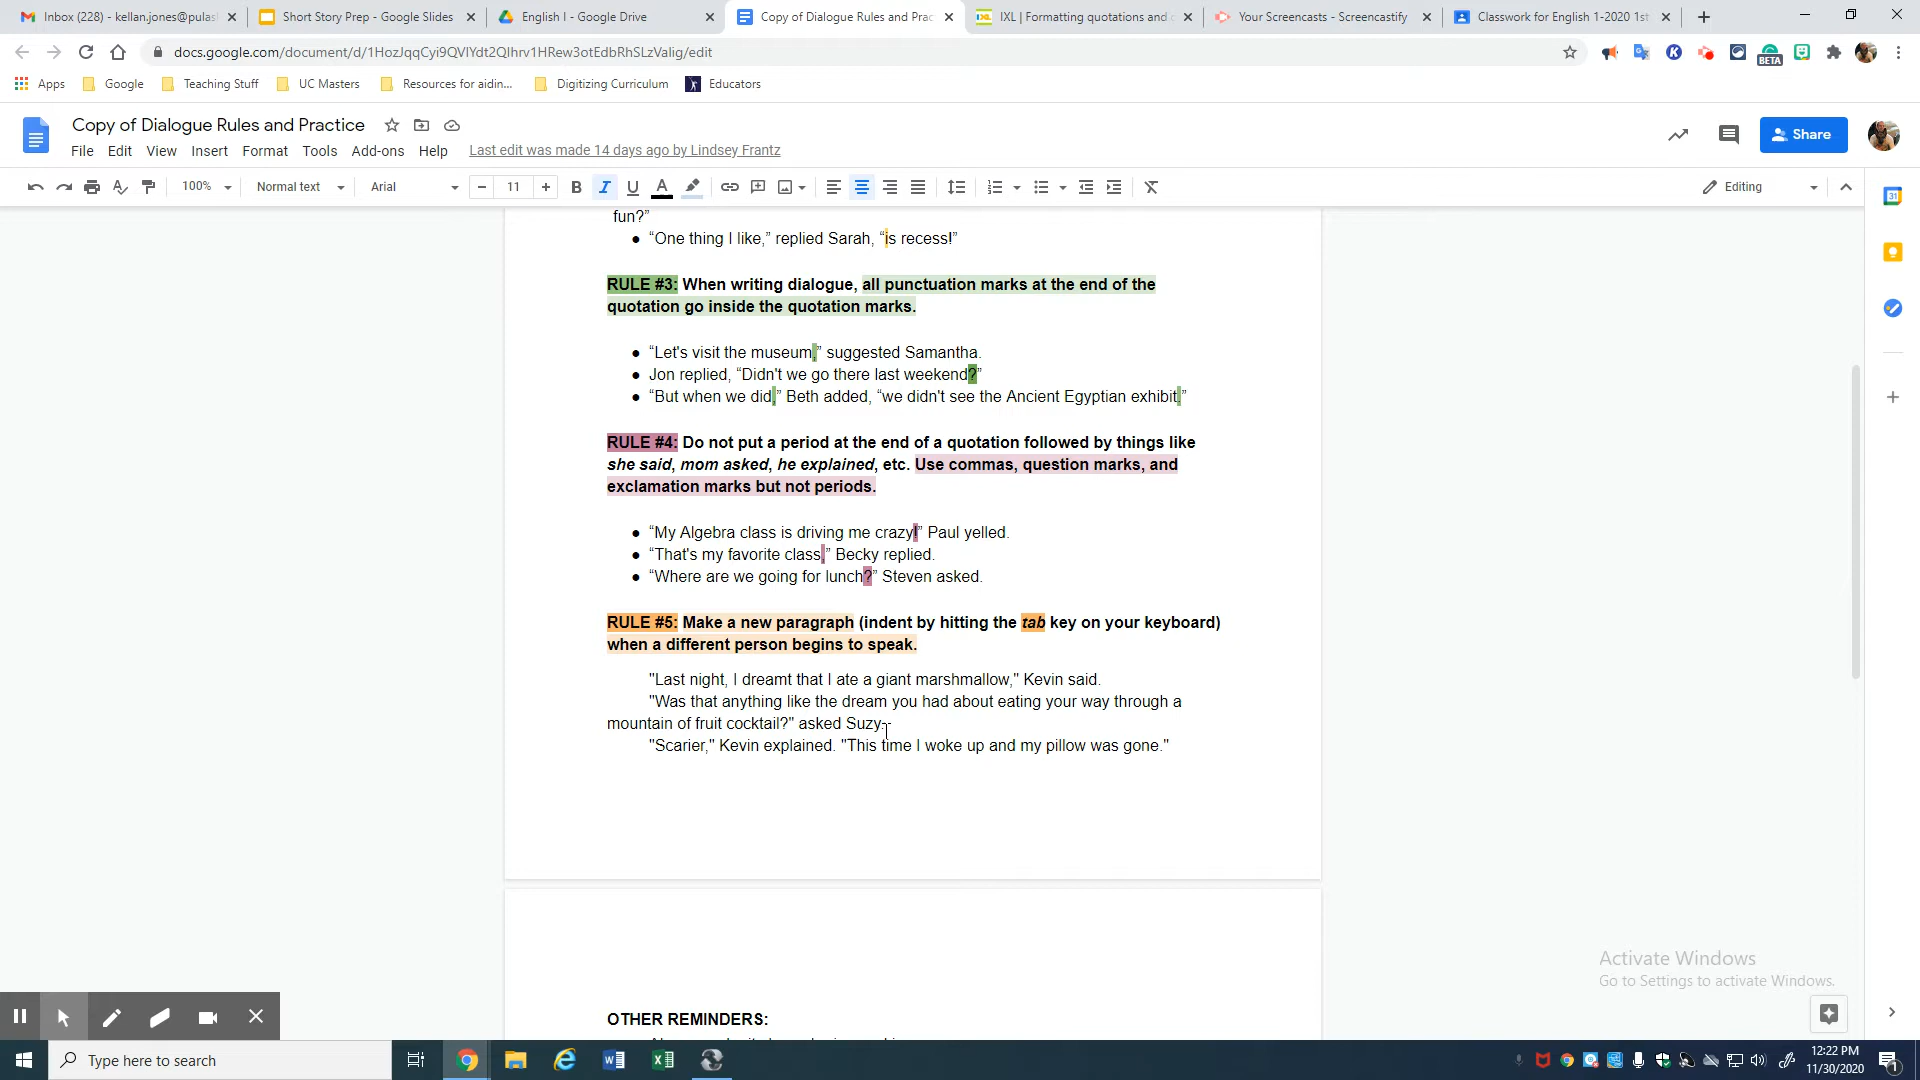 Inbox (228) - kellan.jones@pulas
Short Story Prep - Google Slides
English I - Google Drive
Copy of Dialogue Rules and Prac
IXL | Formatting quotations and
Your Screencasts - Screencastify
Classwork for English 1-2020 1st
docs.google.com/document/d/1HozJqqCyi9QVlYdt2QIhrv1HRew3otEdbRhSLzValig/edit
BETA
Apps Google Teaching Stuff UC Masters Resources for aidin... Digitizing Curriculum Educators
Copy of Dialogue Rules and Practice
File Edit View Insert Format Tools Add-ons Help Last edit was made 14 days ago by Lindsey Frantz
Share
100% Normal text Arial 11 B I U A Editing
fun?”
● “One thing I like,” replied Sarah, “is recess!”
RULE #3: When writing dialogue, all punctuation marks at the end of the
quotation go inside the quotation marks.
● “Let's visit the museum,” suggested Samantha.
● Jon replied, “Didn't we go there last weekend?”
● “But when we did,” Beth added, “we didn't see the Ancient Egyptian exhibit.”
RULE #4: Do not put a period at the end of a quotation followed by things like
she said, mom asked, he explained, etc. Use commas, question marks, and
exclamation marks but not periods.
● “My Algebra class is driving me crazy!” Paul yelled.
● “That's my favorite class,” Becky replied.
● “Where are we going for lunch?” Steven asked.
RULE #5: Make a new paragraph (indent by hitting the tab key on your keyboard)
when a different person begins to speak.
"Last night, I dreamt that I ate a giant marshmallow," Kevin said.
"Was that anything like the dream you had about eating your way through a
mountain of fruit cocktail?" asked Suzy.
"Scarier," Kevin explained. "This time I woke up and my pillow was gone."
OTHER REMINDERS:
Activate Windows
Go to Settings to activate Windows.
Type here to search
12:22 PM
11/30/2020